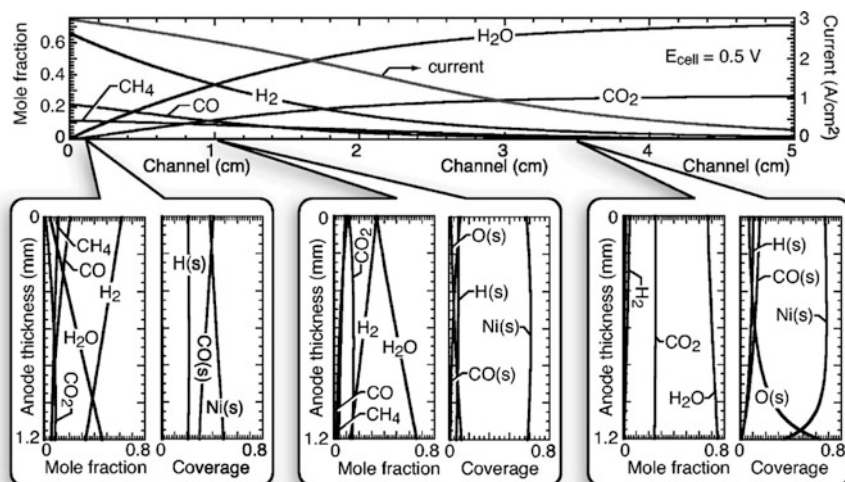 Mole fraction
0.6
0.4
0.2
0
CH4
CO
H2
H2O
current
CO2
Ecell = 0.5 V
3
2
1
0
Current (A/cm²)
0 1 2 3 4 5
Channel (cm) Channel (cm) Channel (cm)
Anode thickness (mm)
0
1.2
CH4
CO
H2
H2O
CO2
0 0.8
Mole fraction
H(s)
CO(s)
Ni(s)
0 0.8
Coverage
Anode thickness (mm)
0
1.2
CO2
H2
H2O
CO
CH4
0 0.8
Mole fraction
O(s)
H(s)
Ni(s)
CO(s)
0 0.8
Coverage
Anode thickness (mm)
0
1.2
H2
CO2
H2O
0 0.8
Mole fraction
H(s)
CO(s)
Ni(s)
O(s)
0 0.8
Coverage